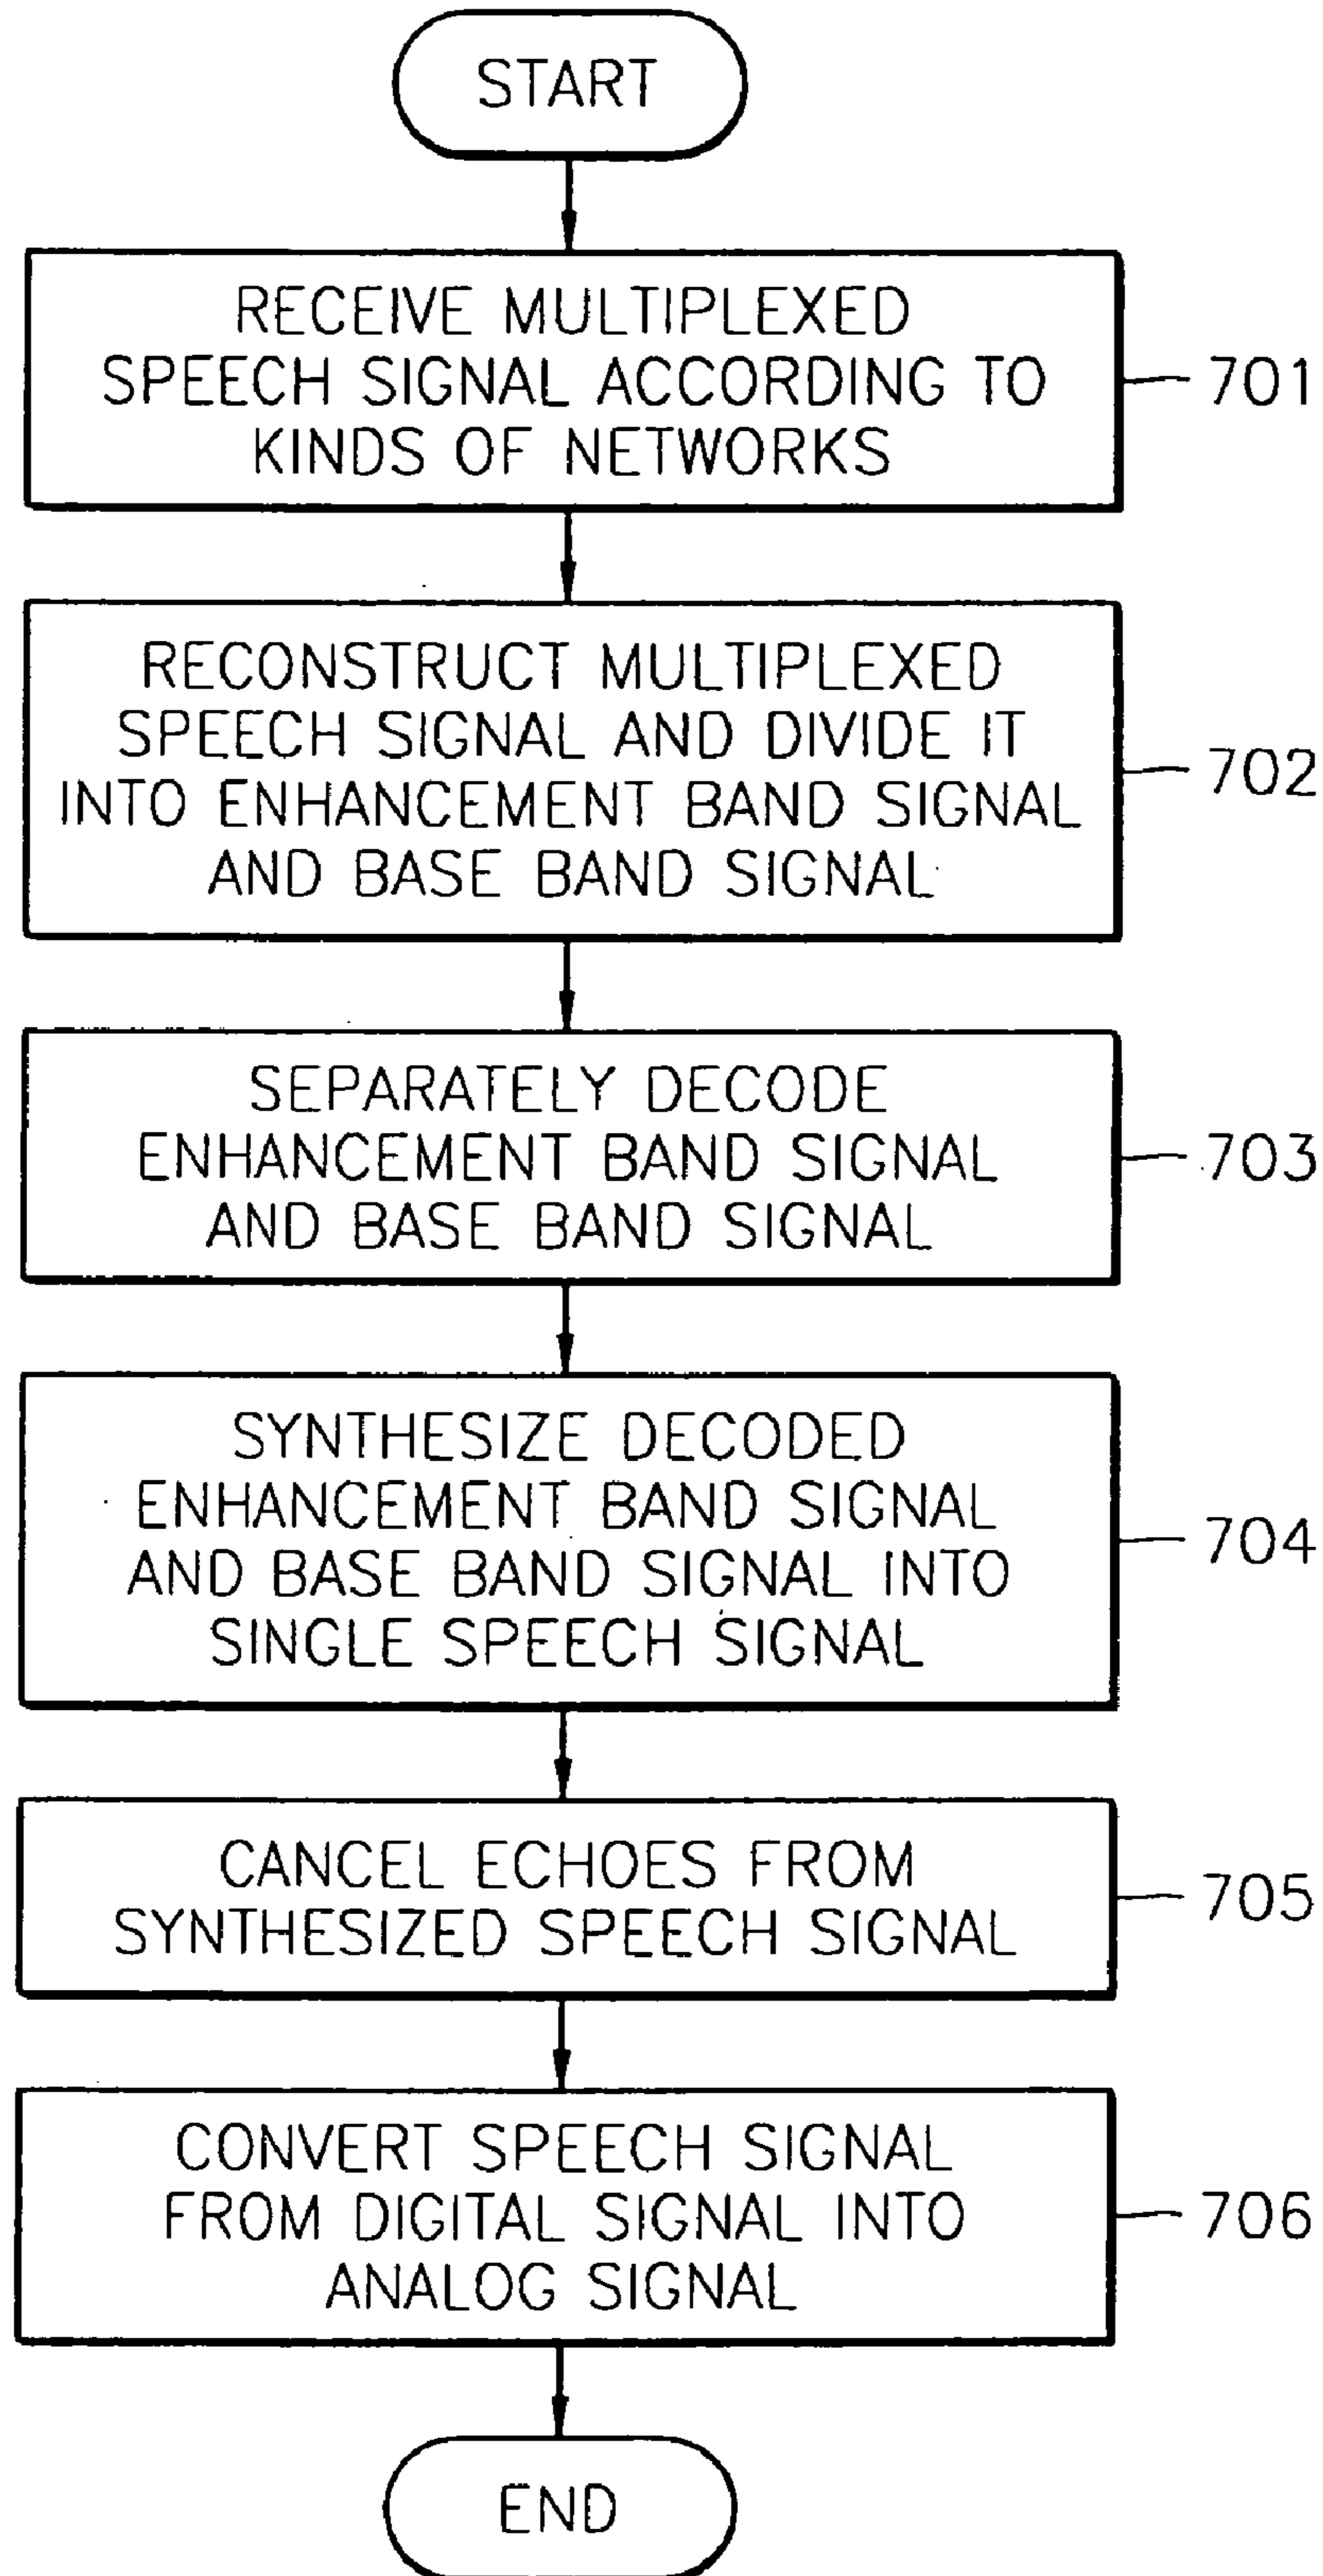 START
RECEIVE MULTIPLEXED
SPEECH SIGNAL ACCORDING TO
KINDS OF NETWORKS
701
RECONSTRUCT MULTIPLEXED
SPEECH SIGNAL AND DIVIDE IT
INTO ENHANCEMENT BAND SIGNAL
AND BASE BAND SIGNAL
702
SEPARATELY DECODE
ENHANCEMENT BAND SIGNAL
AND BASE BAND SIGNAL
703
SYNTHESIZE DECODED
ENHANCEMENT BAND SIGNAL
AND BASE BAND SIGNAL INTO
SINGLE SPEECH SIGNAL
704
CANCEL ECHOES FROM
SYNTHESIZED SPEECH SIGNAL
705
CONVERT SPEECH SIGNAL
FROM DIGITAL SIGNAL INTO
ANALOG SIGNAL
706
END